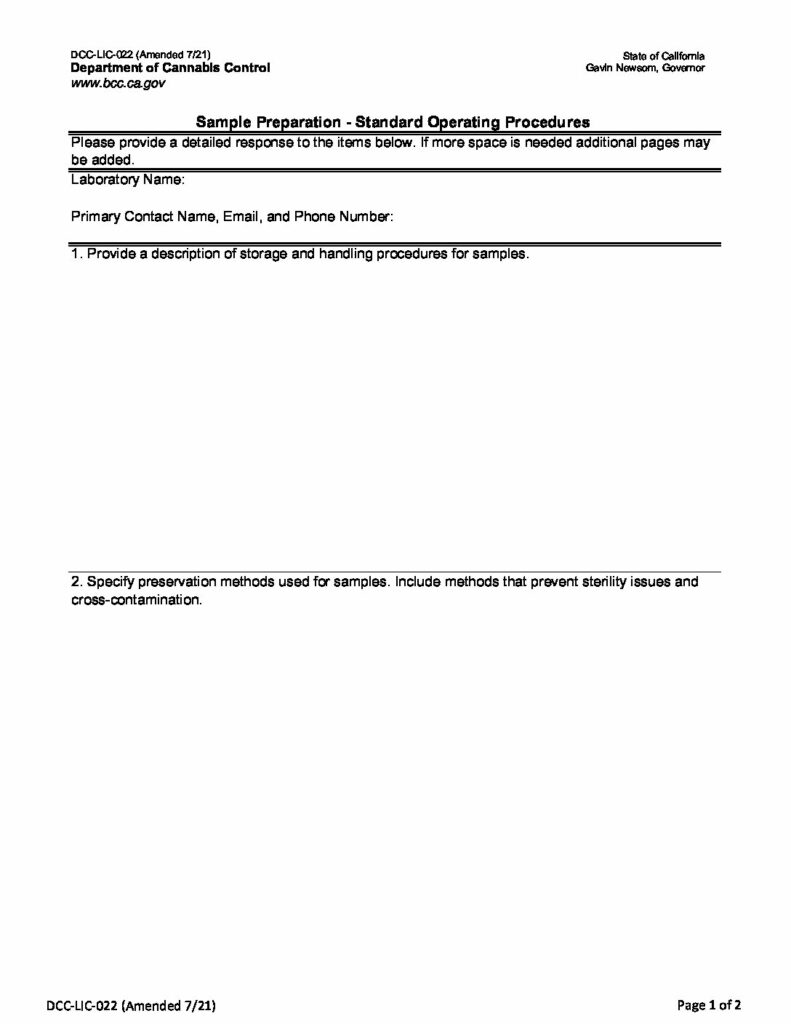 DCC-LIC-022 (Amended 7/21)
Department of Cannabis Control
www.bcc.ca.gov
State of California
Gavin Newsom, Governor
Sample Preparation - Standard Operating Procedures
Please provide a detailed response to the items below. If more space is needed additional pages may
be added.
Laboratory Name:
Primary Contact Name, Email, and Phone Number:
1. Provide a description of storage and handling procedures for samples.
2. Specify preservation methods used for samples. Include methods that prevent sterility issues and
cross-contamination.
DCC-LIC-022 (Amended 7/21)
Page 1 of 2